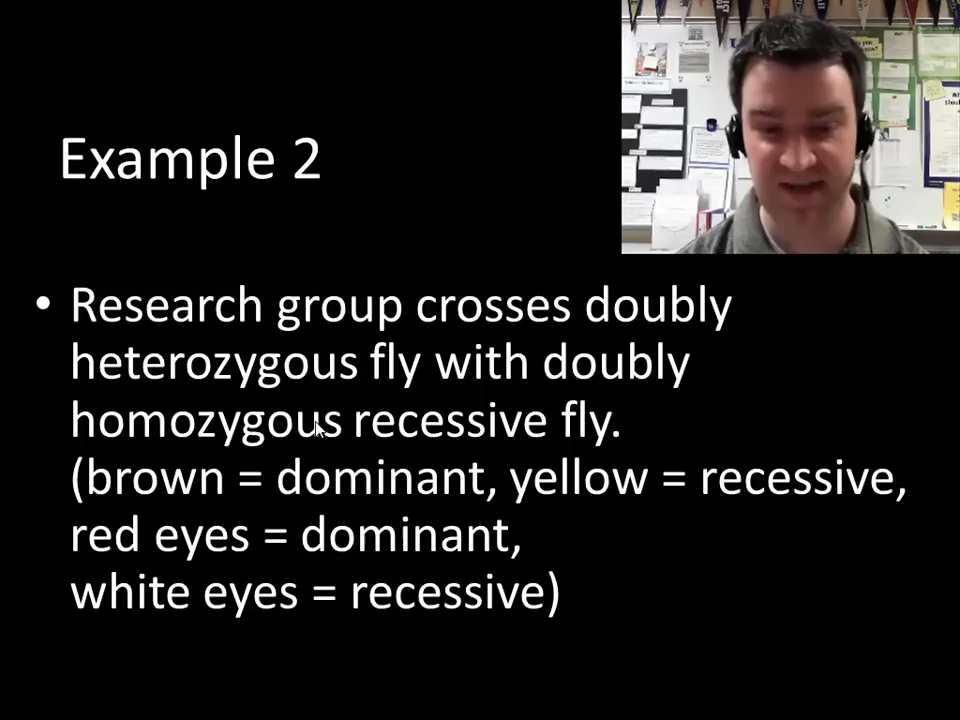 Example 2
• Research group crosses doubly
heterozygous fly with doubly
homozygous recessive fly.
(brown = dominant, yellow = recessive,
red eyes = dominant,
white eyes = recessive)